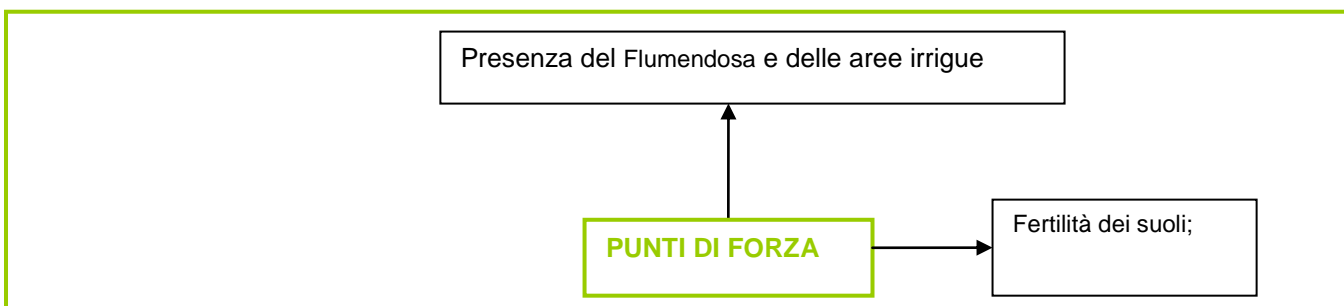 Presenza del Flumendosa e delle aree irrigue
Fertilità dei suoli;
PUNTI DI FORZA